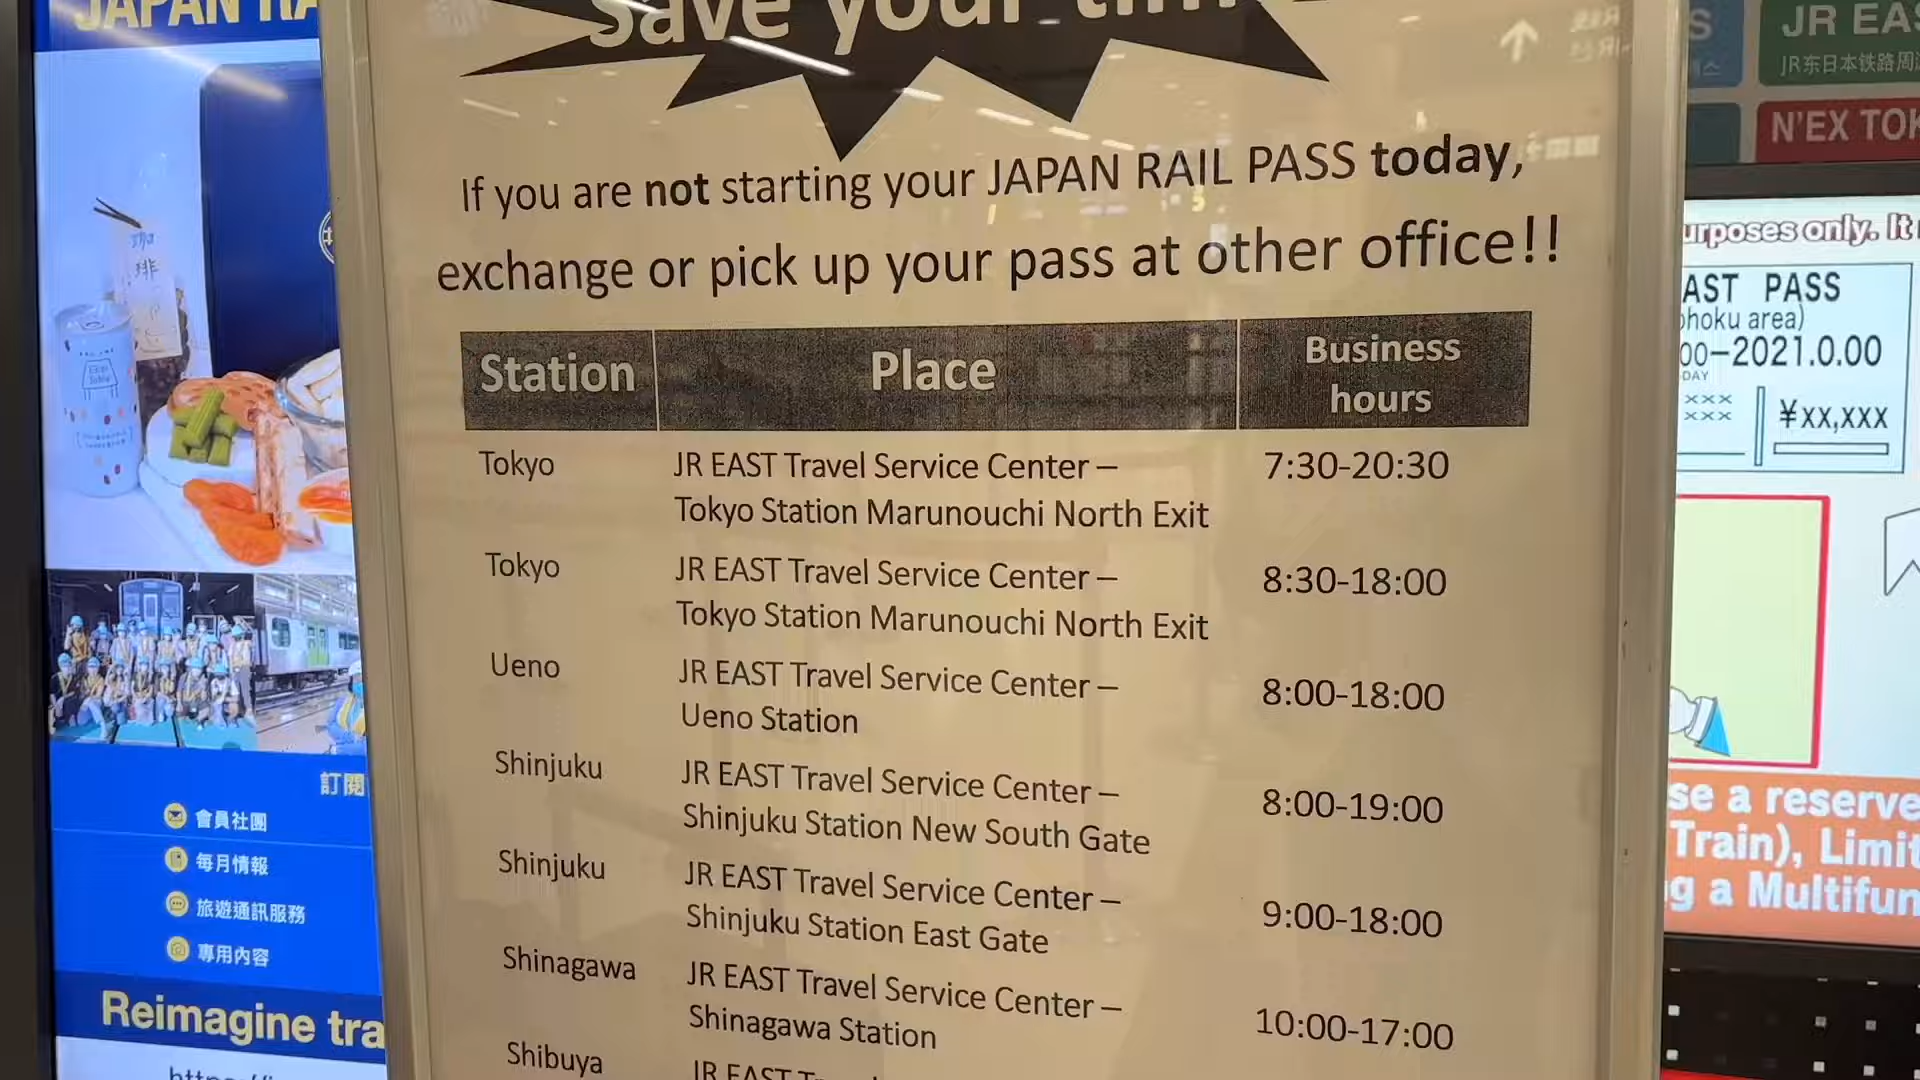 JAPAN RA
Save your
If you are not starting your JAPAN RAIL PASS today,
exchange or pick up your pass at other office!!
Station Place Business hours
Tokyo JR EAST Travel Service Center – 7:30-20:30
Tokyo Station Marunouchi North Exit
Tokyo JR EAST Travel Service Center – 8:30-18:00
Tokyo Station Marunouchi North Exit
Ueno JR EAST Travel Service Center – 8:00-18:00
Ueno Station
Shinjuku JR EAST Travel Service Center – 8:00-19:00
Shinjuku Station New South Gate
Shinjuku JR EAST Travel Service Center – 9:00-18:00
Shinjuku Station East Gate
Shinagawa JR EAST Travel Service Center – 10:00-17:00
Shinagawa Station
Shibuya JR EAST
訂閱
會員社團
每月情報
旅遊通訊服務
專用內容
Reimagine tra
JR EAS
JR东日本铁路周
N'EX TOK
urposes only. It
AST PASS
ohoku area)
00-2021.0.00
DAY
×××
××× ¥xx,xxx
se a reserve
Train), Limit
g a Multifun